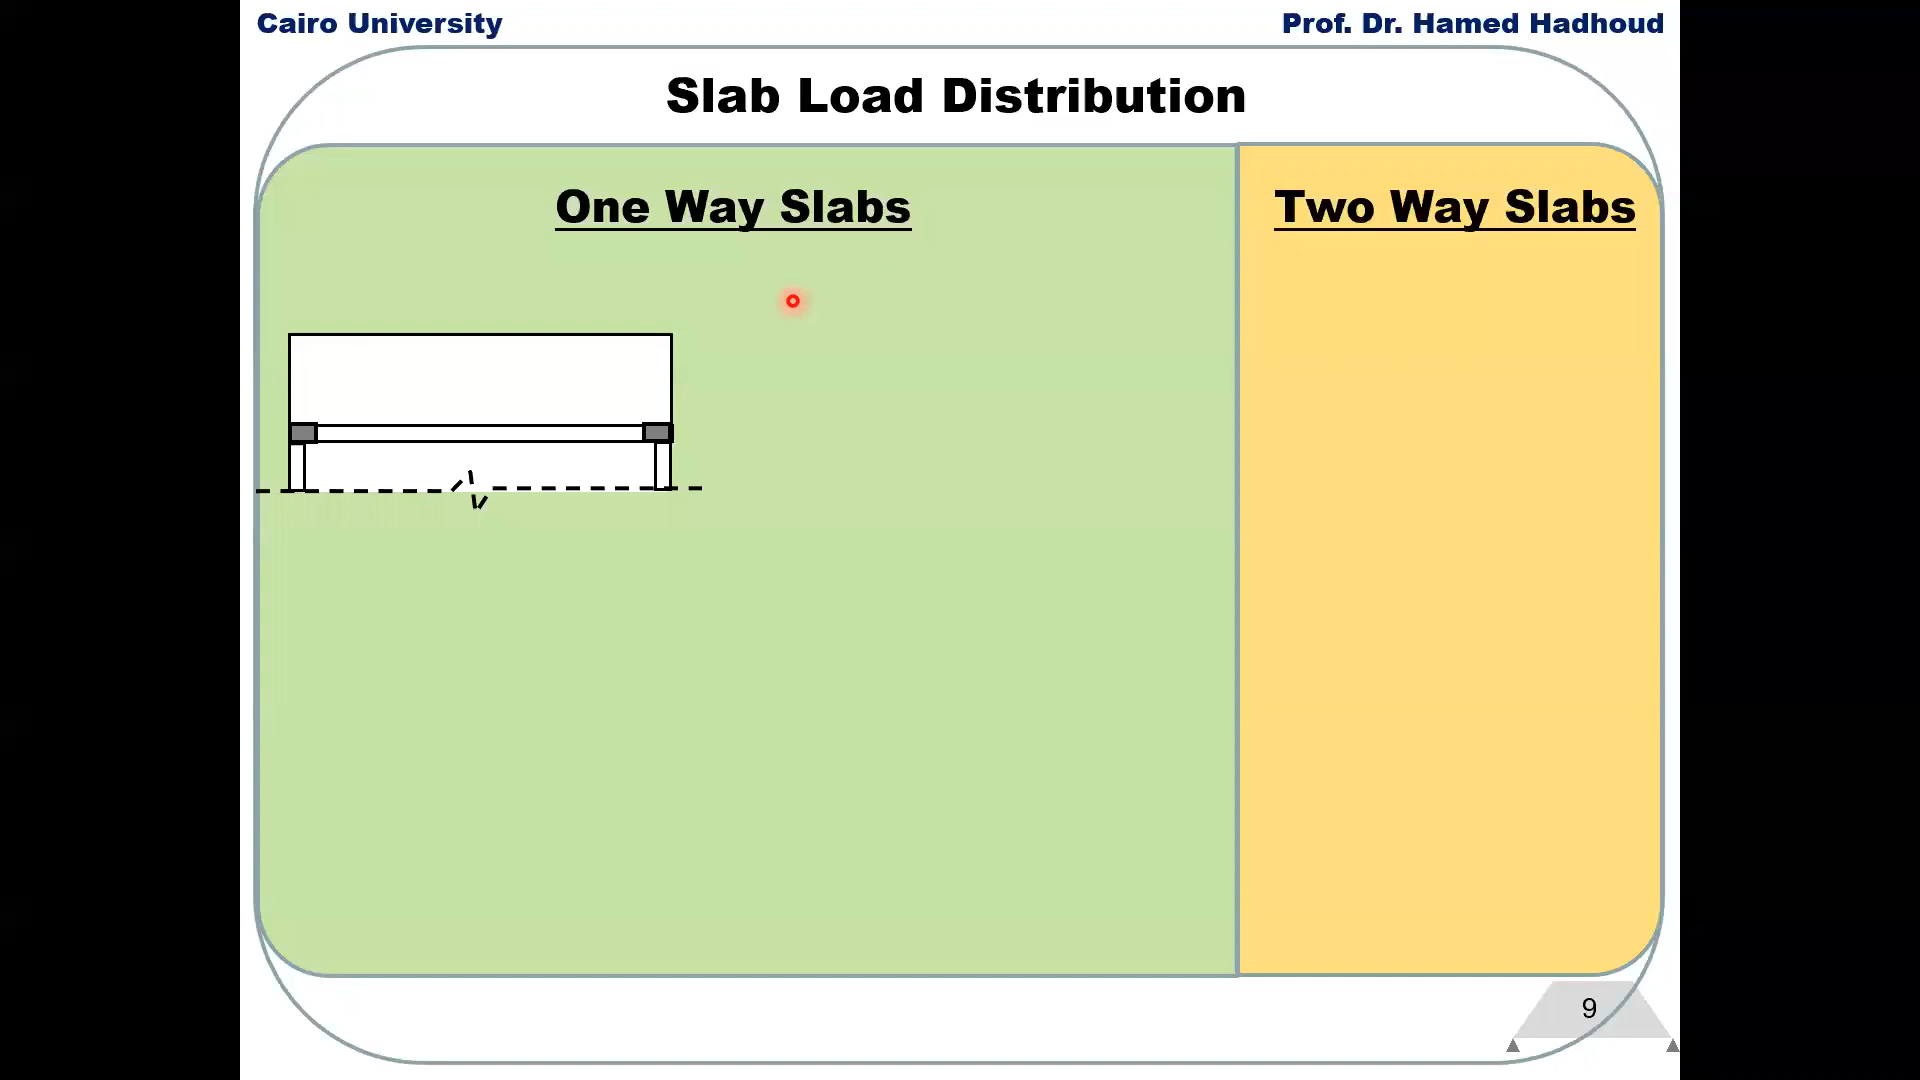 Cairo University
Prof. Dr. Hamed Hadhoud
Slab Load Distribution
One Way Slabs
Two Way Slabs
9